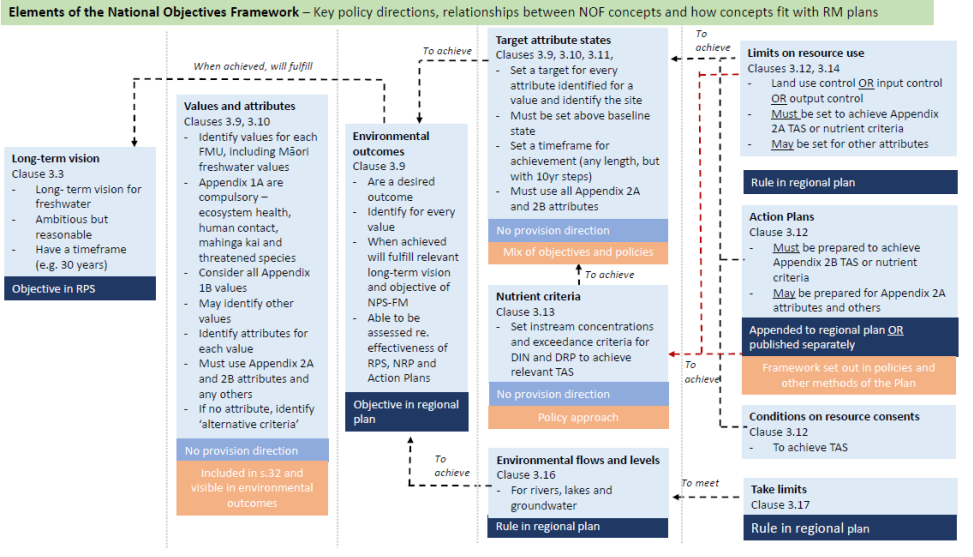 Elements of the National Objectives Framework – Key policy directions, relationships between NOF concepts and how concepts fit with RM plans
When achieved, will fulfill
Long-term vision
Clause 3.3
- Long- term vision for
freshwater
- Ambitious but
reasonable
- Have a timeframe
(e.g. 30 years)
Objective in RPS
Values and attributes
Clauses 3.9, 3.10
- Identify values for each
FMU, including Māori
freshwater values
- Appendix 1A are
compulsory –
ecosystem health,
human contact,
mahinga kai and
threatened species
- Consider all Appendix
1B values
- May identify other
values
- Identify attributes for
each value
- Must use Appendix 2A
and 2B attributes and
any others
- If no attribute, identify
‘alternative criteria’
No provision direction
Included in s.32 and
visible in environmental
outcomes
Environmental
outcomes
Clause 3.9
- Are a desired
outcome
- Identify for every
value
- When achieved
will fulfill relevant
long-term vision
and objective of
NPS-FM
- Able to be
assessed re.
effectiveness of
RPS, NRP and
Action Plans
Objective in regional
plan
To achieve
To
achieve
Target attribute states
Clauses 3.9, 3.10, 3.11,
- Set a target for every
attribute identified for a
value and identify the site
- Must be set above baseline
state
- Set a timeframe for
achievement (any length, but
with 10yr steps)
- Must use all Appendix 2A
and 2B attributes
No provision direction
Mix of objectives and policies
To achieve
Nutrient criteria
Clause 3.13
- Set instream concentrations
and exceedance criteria for
DIN and DRP to achieve
relevant TAS
No provision direction
Policy approach
Environmental flows and levels
Clause 3.16
- For rivers, lakes and
groundwater
Rule in regional plan
To
achieve
To
achieve
To meet
Limits on resource use
Clauses 3.12, 3.14
- Land use control OR input control
OR output control
- Must be set to achieve Appendix
2A TAS or nutrient criteria
- May be set for other attributes
Rule in regional plan
Action Plans
Clause 3.12
- Must be prepared to achieve
Appendix 2B TAS or nutrient
criteria
- May be prepared for Appendix 2A
attributes and others
Appended to regional plan OR
published separately
Framework set out in policies and
other methods of the Plan
Conditions on resource consents
Clause 3.12
- To achieve TAS
Take limits
Clause 3.17
Rule in regional plan